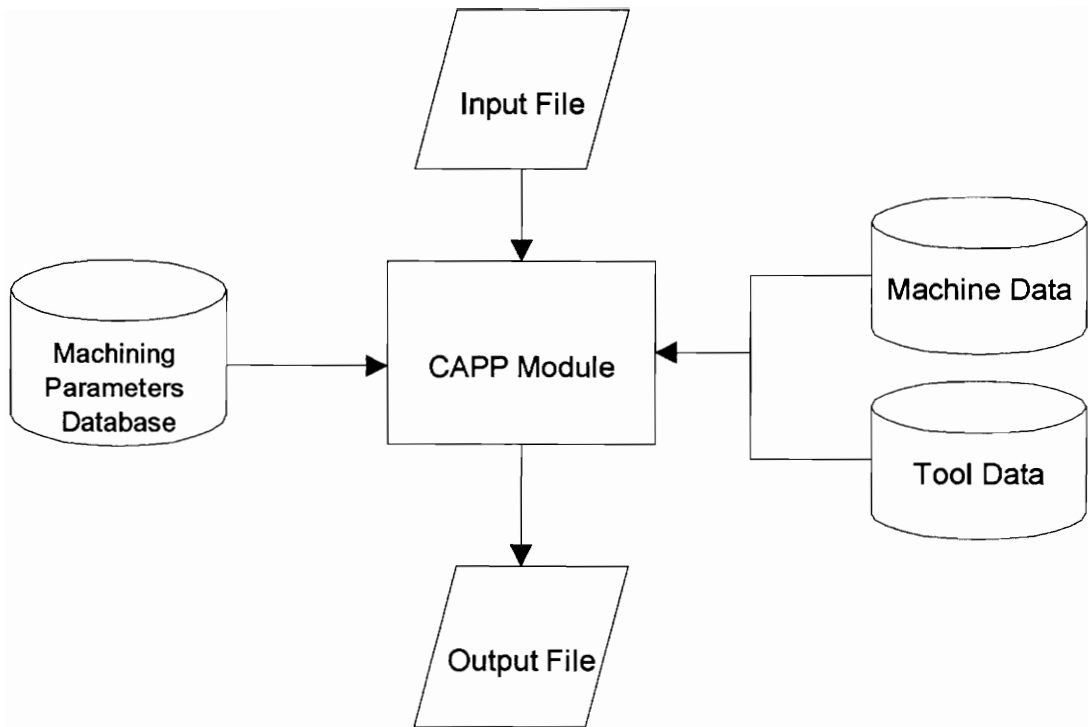 Input File
Machine Data
Machining
Parameters
Database
CAPP Module
Tool Data
Output File